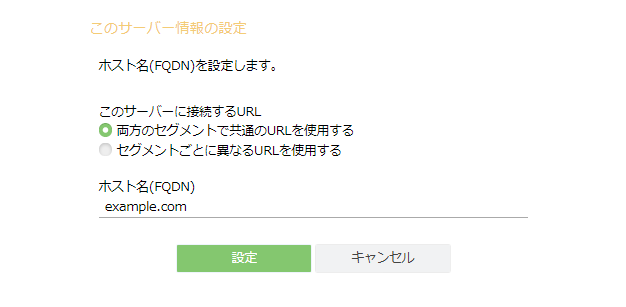 このサーバー情報の設定
ホスト名(FQDN)を設定します。
このサーバーに接続するURL
両方のセグメントで共通のURLを使用する
セグメントごとに異なるURLを使用する
ホスト名(FQDN)
example.com
設定 キャンセル